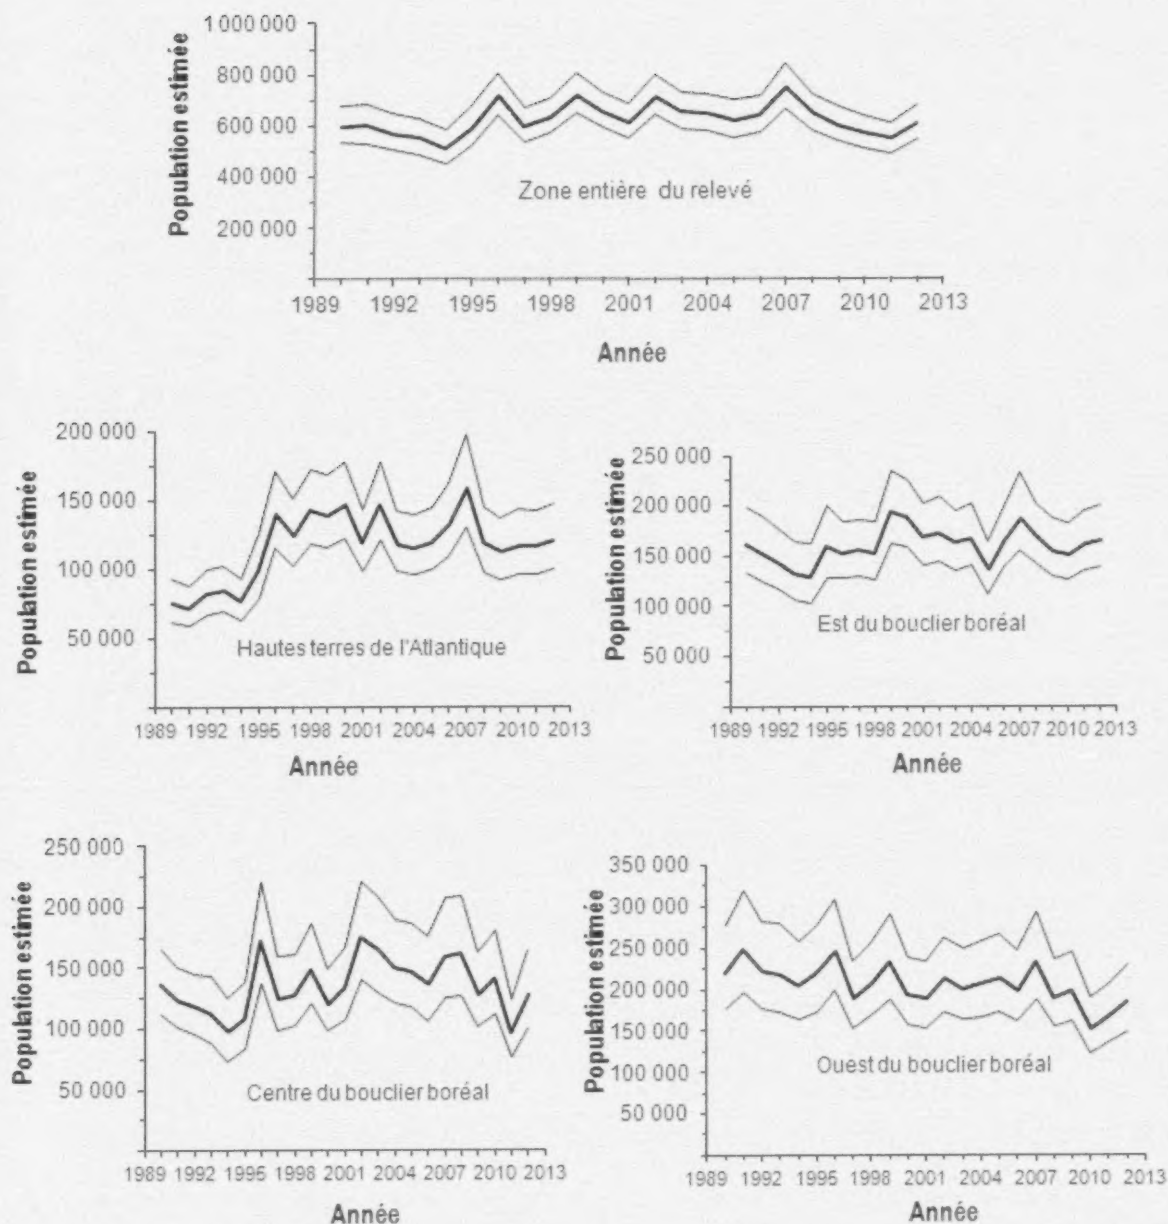 Population estimée
1 000 000
800 000
600 000
400 000
200 000
Zone entière du relevé
1989 1992 1995 1998 2001 2004 2007 2010 2013
Année
Population estimée
200 000
150 000
100 000
50 000
Hautes terres de l'Atlantique
1989 1992 1995 1998 2001 2004 2007 2010 2013
Année
Population estimée
250 000
200 000
150 000
100 000
50 000
Est du bouclier boréal
1989 1992 1995 1998 2001 2004 2007 2010 2013
Année
Population estimée
250 000
200 000
150 000
100 000
50 000
Centre du bouclier boréal
1989 1992 1995 1998 2001 2004 2007 2010 2013
Année
Population estimée
350 000
300 000
250 000
200 000
150 000
100 000
50 000
Ouest du bouclier boréal
1989 1992 1995 1998 2001 2004 2007 2010 2013
Année